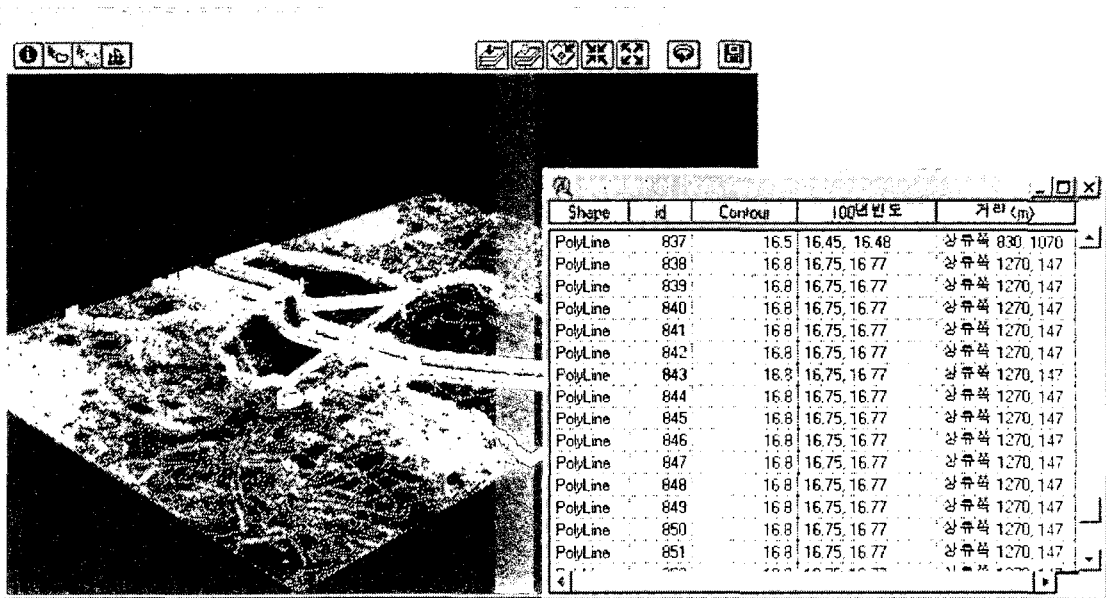 Shape id Contour 100년빈도 거리 (m)
PolyLine 837 16.5 16.45, 16.48 상류쪽 830, 1070
PolyLine 838 16.8 16.75, 16.77 상류쪽 1270, 147
PolyLine 839 16.8 16.75, 16.77 상류쪽 1270, 147
PolyLine 840 16.8 16.75, 16.77 상류쪽 1270, 147
PolyLine 841 16.8 16.75, 16.77 상류쪽 1270, 147
PolyLine 842 16.8 16.75, 16.77 상류쪽 1270, 147
PolyLine 843 16.8 16.75, 16.77 상류쪽 1270, 147
PolyLine 844 16.8 16.75, 16.77 상류쪽 1270, 147
PolyLine 845 16.8 16.75, 16.77 상류쪽 1270, 147
PolyLine 846 16.8 16.75, 16.77 상류쪽 1270, 147
PolyLine 847 16.8 16.75, 16.77 상류쪽 1270, 147
PolyLine 848 16.8 16.75, 16.77 상류쪽 1270, 147
PolyLine 849 16.8 16.75, 16.77 상류쪽 1270, 147
PolyLine 850 16.8 16.75, 16.77 상류쪽 1270, 147
PolyLine 851 16.8 16.75, 16.77 상류쪽 1270, 147